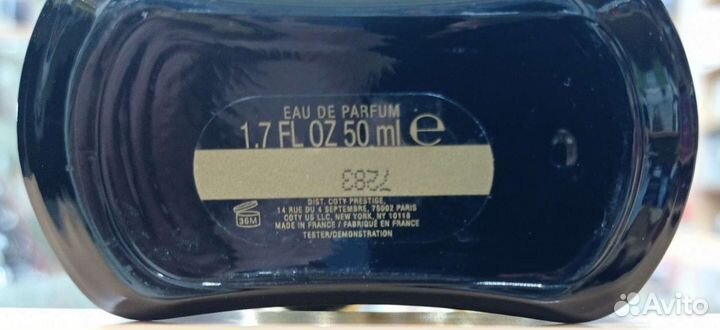 EAU DE PARFUM
1.7 FL OZ 50 ml e
7283
DIST. COTY PRESTIGE,
14 RUE DU 4 SEPTEMBRE, 75002 PARIS
COTY US LLC, NEW YORK, NY 10118
36M
MADE IN FRANCE / FABRIQUÉ EN FRANCE
TESTER/DEMONSTRATION
Avito